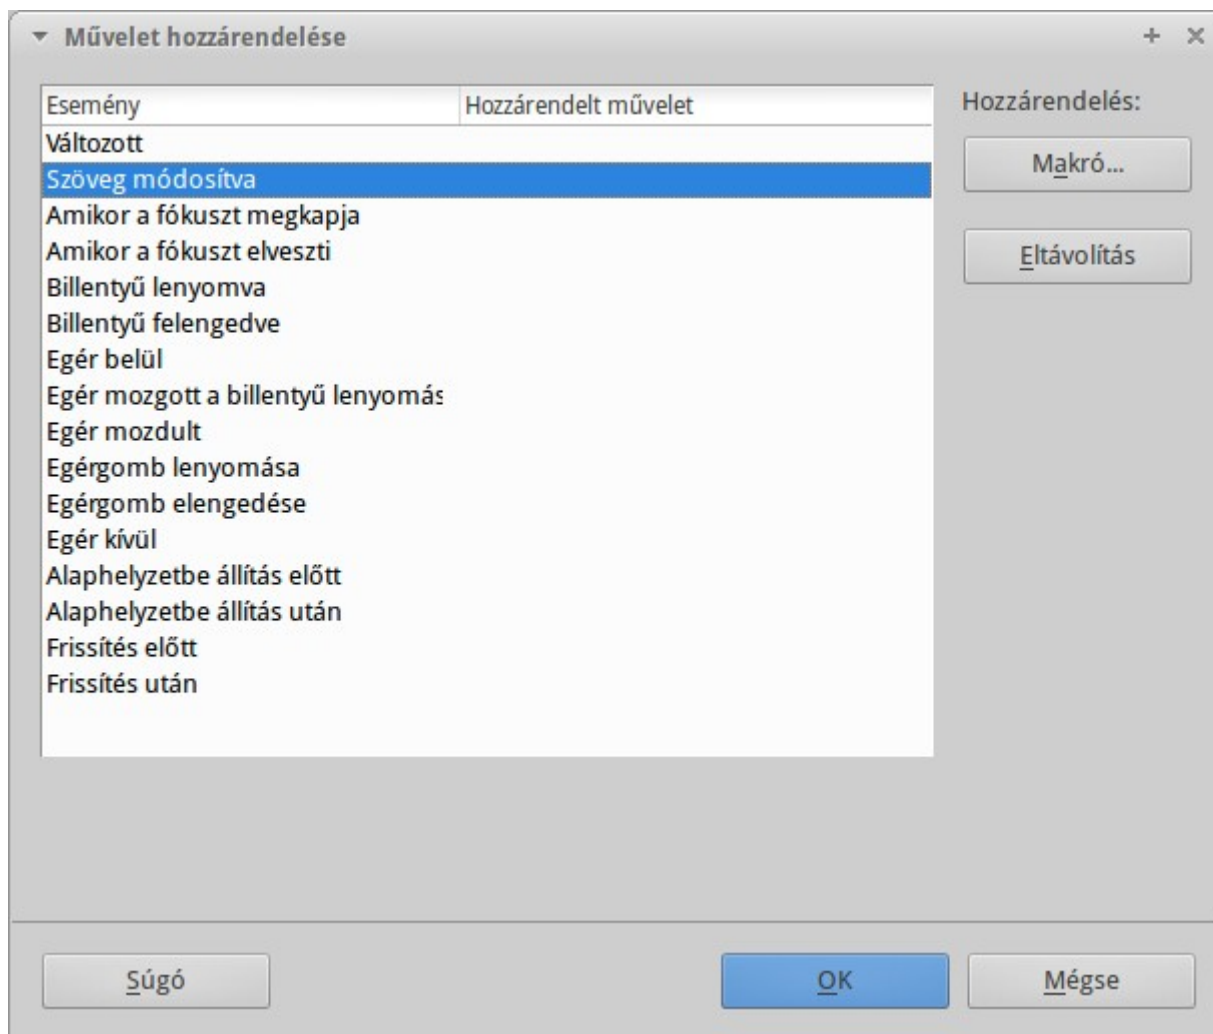 Művelet hozzárendelése
Esemény Hozzárendelt művelet
Hozzárendelés:
Változott
Makró...
Szöveg módosítva
Amikor a fókuszt megkapja
Amikor a fókuszt elveszti
Eltávolítás
Billentyű lenyomva
Billentyű felengedve
Egér belül
Egér mozgott a billentyű lenyomás
Egér mozdult
Egérgomb lenyomása
Egérgomb elengedése
Egér kívül
Alaphelyzetbe állítás előtt
Alaphelyzetbe állítás után
Frissítés előtt
Frissítés után
Súgó OK Mégse